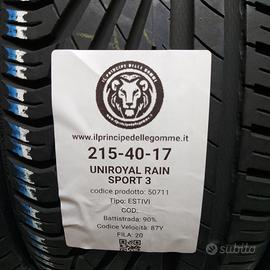 IL PRINCIPE DELLE GOMME
www.ilprincipedellegomme.it
215-40-17
UNIROYAL RAIN
SPORT 3
codice prodotto: 50711
Tipo: ESTIVI
COD:
Battistrada: 90%
Codice Velocità: 87Y
FILA: 20
subito